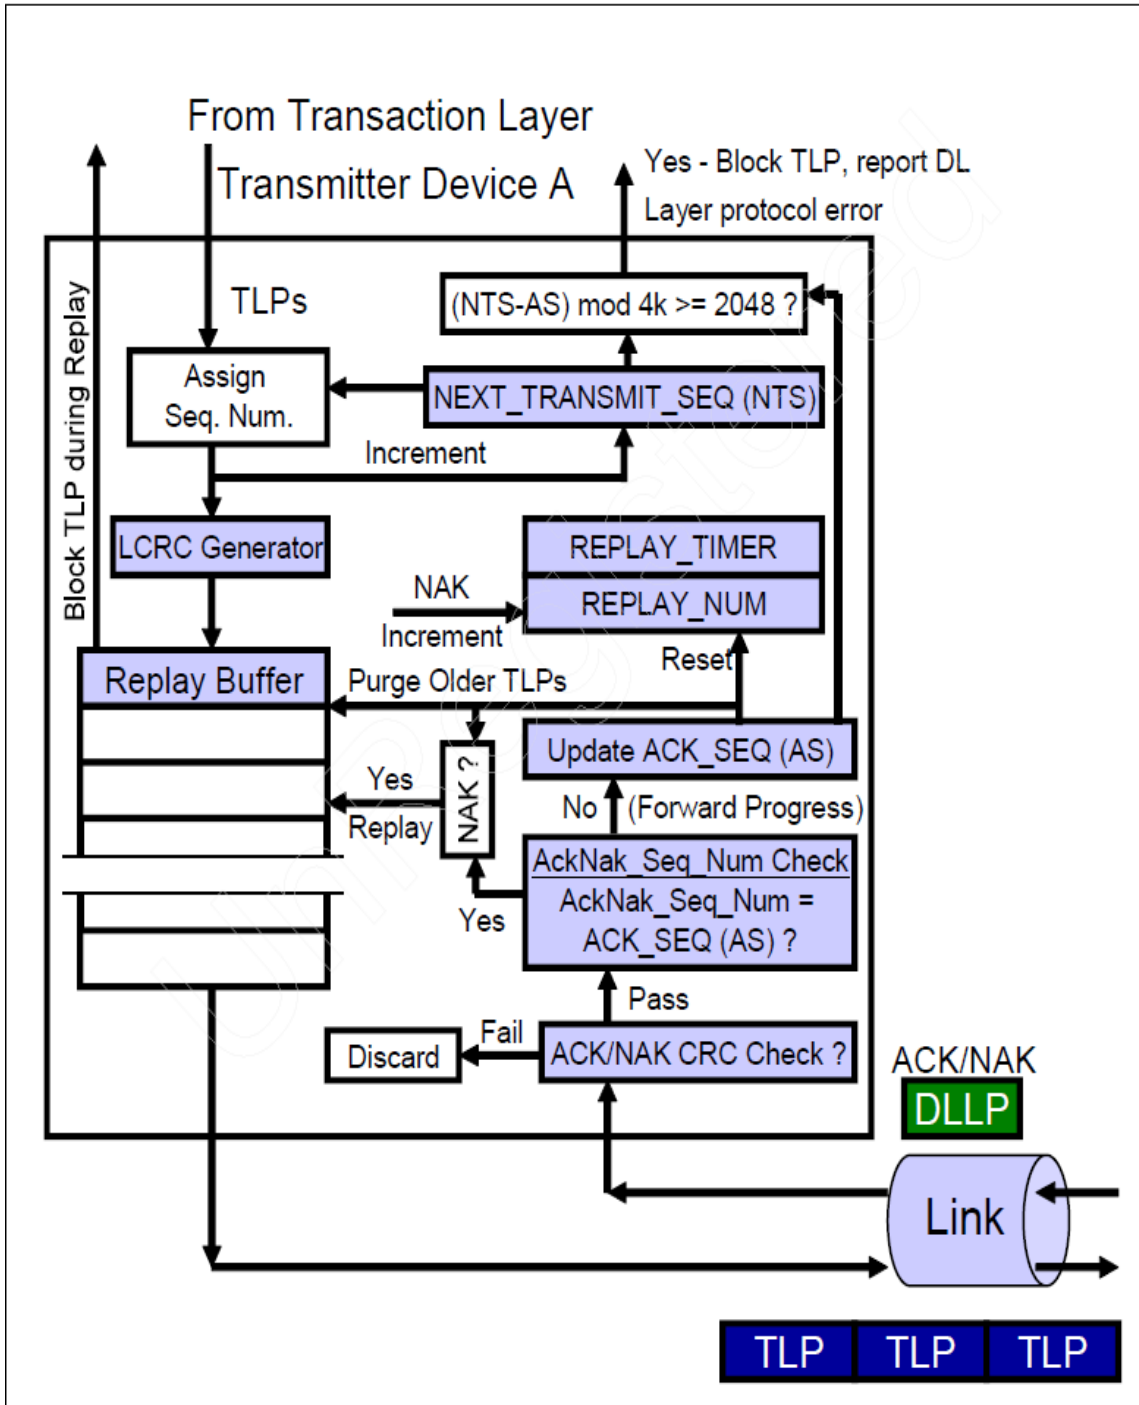 From Transaction Layer
Transmitter Device A
Yes - Block TLP, report DL
Layer protocol error
Block TLP during Replay
TLPs
(NTS-AS) mod 4k >= 2048 ?
Assign
Seq. Num.
NEXT_TRANSMIT_SEQ (NTS)
Increment
LCRC Generator
REPLAY_TIMER
NAK
REPLAY_NUM
Increment
Reset
Replay Buffer
Purge Older TLPs
Update ACK_SEQ (AS)
NAK ?
Yes
Replay
No (Forward Progress)
AckNak_Seq_Num Check
AckNak_Seq_Num =
ACK_SEQ (AS) ?
Yes
Pass
Fail
Discard
ACK/NAK CRC Check ?
ACK/NAK
DLLP
Link
TLP TLP TLP
Unregistered